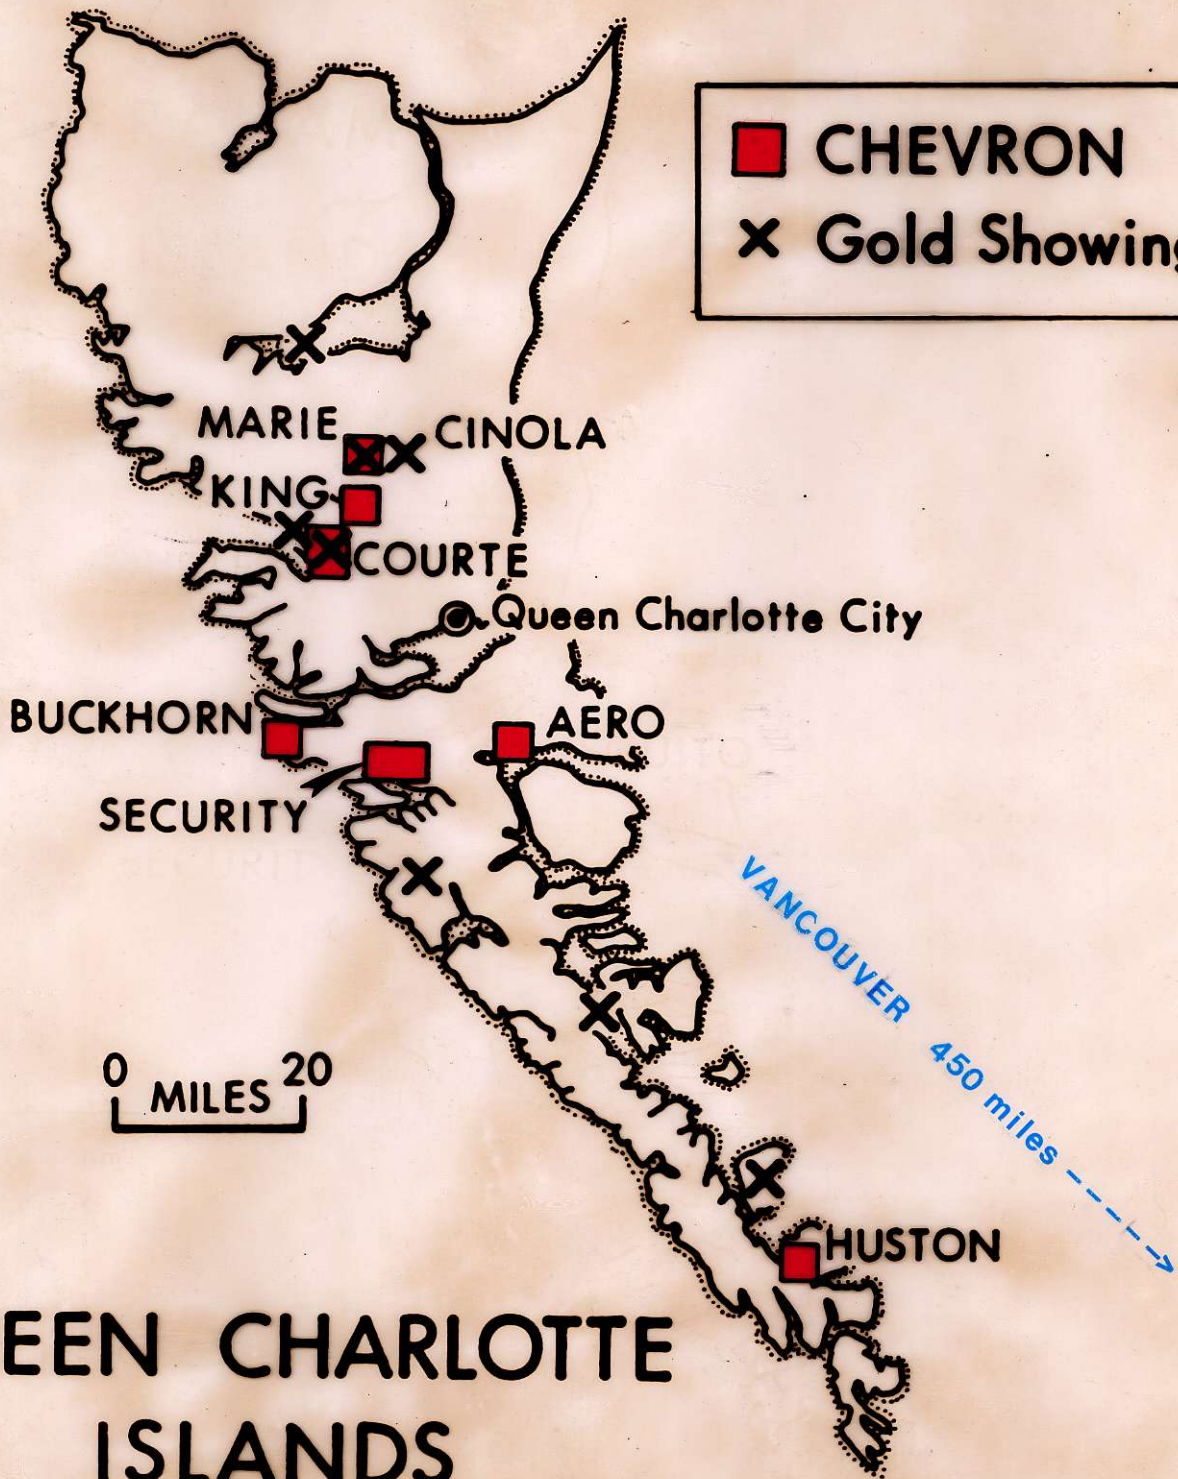 CHEVRON
Gold Showing
MARIE
CINOLA
KING
COURTE
Queen Charlotte City
BUCKHORN
AERO
SECURITY
VANCOUVER 450 miles
0 20
MILES
HUSTON
EEN CHARLOTTE
ISLANDS